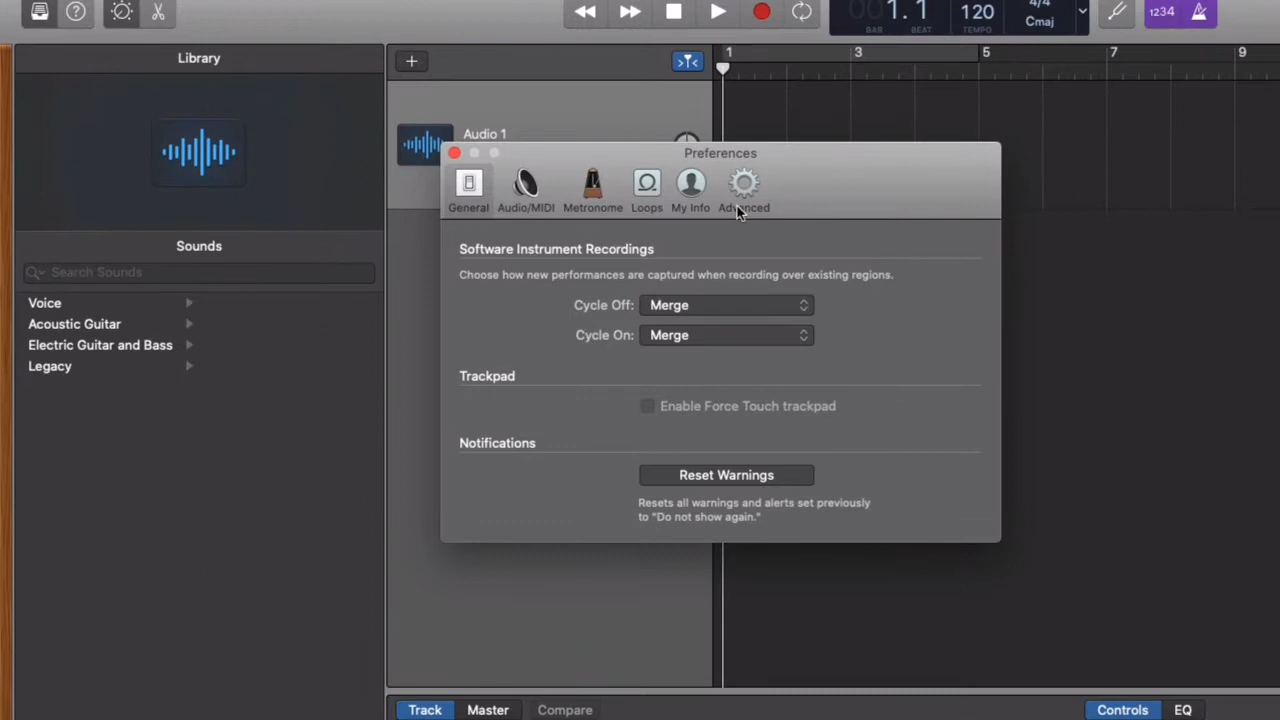 1.1
120
4/4
Cmaj
1234
BAR
BEAT
TEMPO
Library
1
3
5
7
9
Audio 1
Preferences
General
Audio/MIDI
Metronome
Loops
My Info
Advanced
Sounds
Search Sounds
Voice
Acoustic Guitar
Electric Guitar and Bass
Legacy
Software Instrument Recordings
Choose how new performances are captured when recording over existing regions.
Cycle Off: Merge
Cycle On: Merge
Trackpad
Enable Force Touch trackpad
Notifications
Reset Warnings
Resets all warnings and alerts set previously
to "Do not show again."
Track
Master
Compare
Controls
EQ